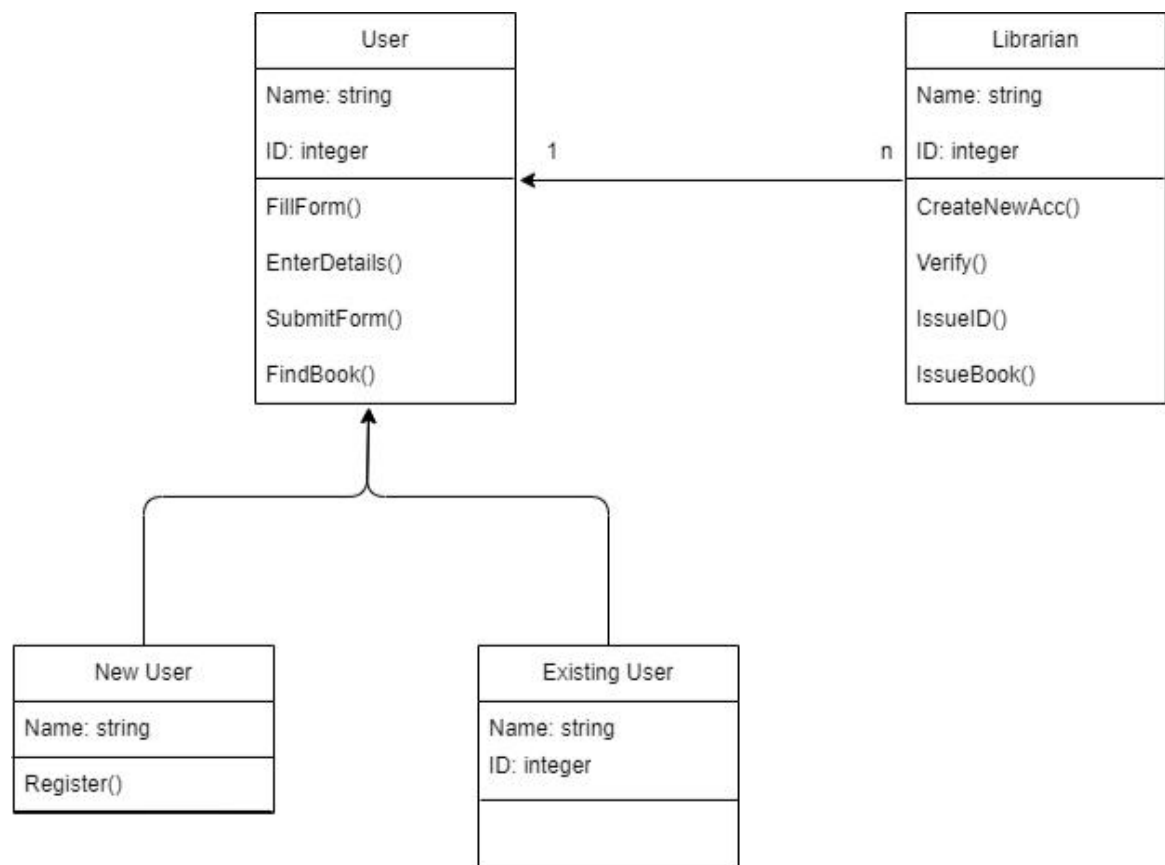 User
Name: string
ID: integer
FillForm()
EnterDetails()
SubmitForm()
FindBook()
1
n
Librarian
Name: string
ID: integer
CreateNewAcc()
Verify()
IssueID()
IssueBook()
New User
Name: string
Register()
Existing User
Name: string
ID: integer